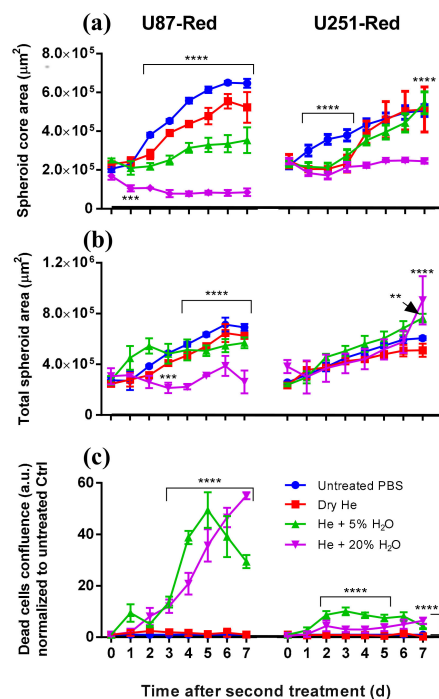 U87-Red U251-Red
(a)
Spheroid core area (µm²)
8.0×10⁵
6.0×10⁵
4.0×10⁵
2.0×10⁵
0
****
***
****
****
(b)
Total spheroid area (µm²)
1.2×10⁶
8.0×10⁵
4.0×10⁵
0
****
***
****
**
(c)
Dead cells confluence (a.u.)
normalized to untreated Ctrl
60
40
20
0
****
Untreated PBS
Dry He
He + 5% H₂O
He + 20% H₂O
****
****
0 1 2 3 4 5 6 7 0 1 2 3 4 5 6 7
Time after second treatment (d)